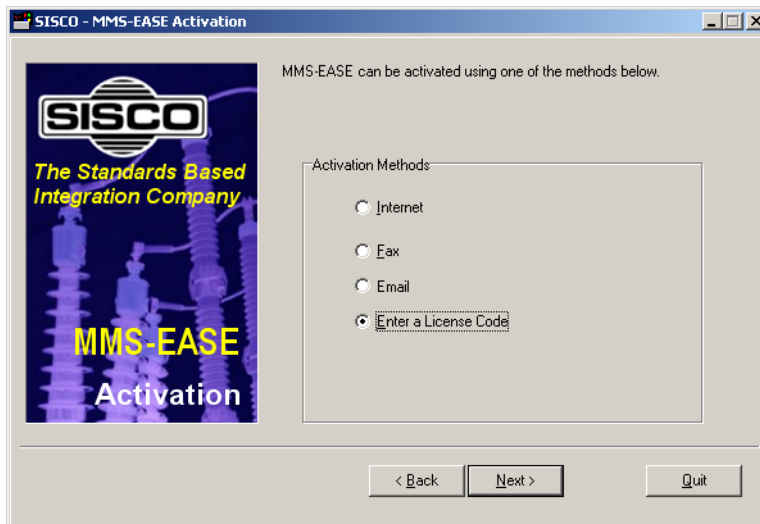 SISCO - MMS-EASE Activation
MMS-EASE can be activated using one of the methods below.
SISCO
The Standards Based
Integration Company
MMS-EASE
Activation
Activation Methods
Internet
Fax
Email
Enter a License Code
< Back
Next >
Quit